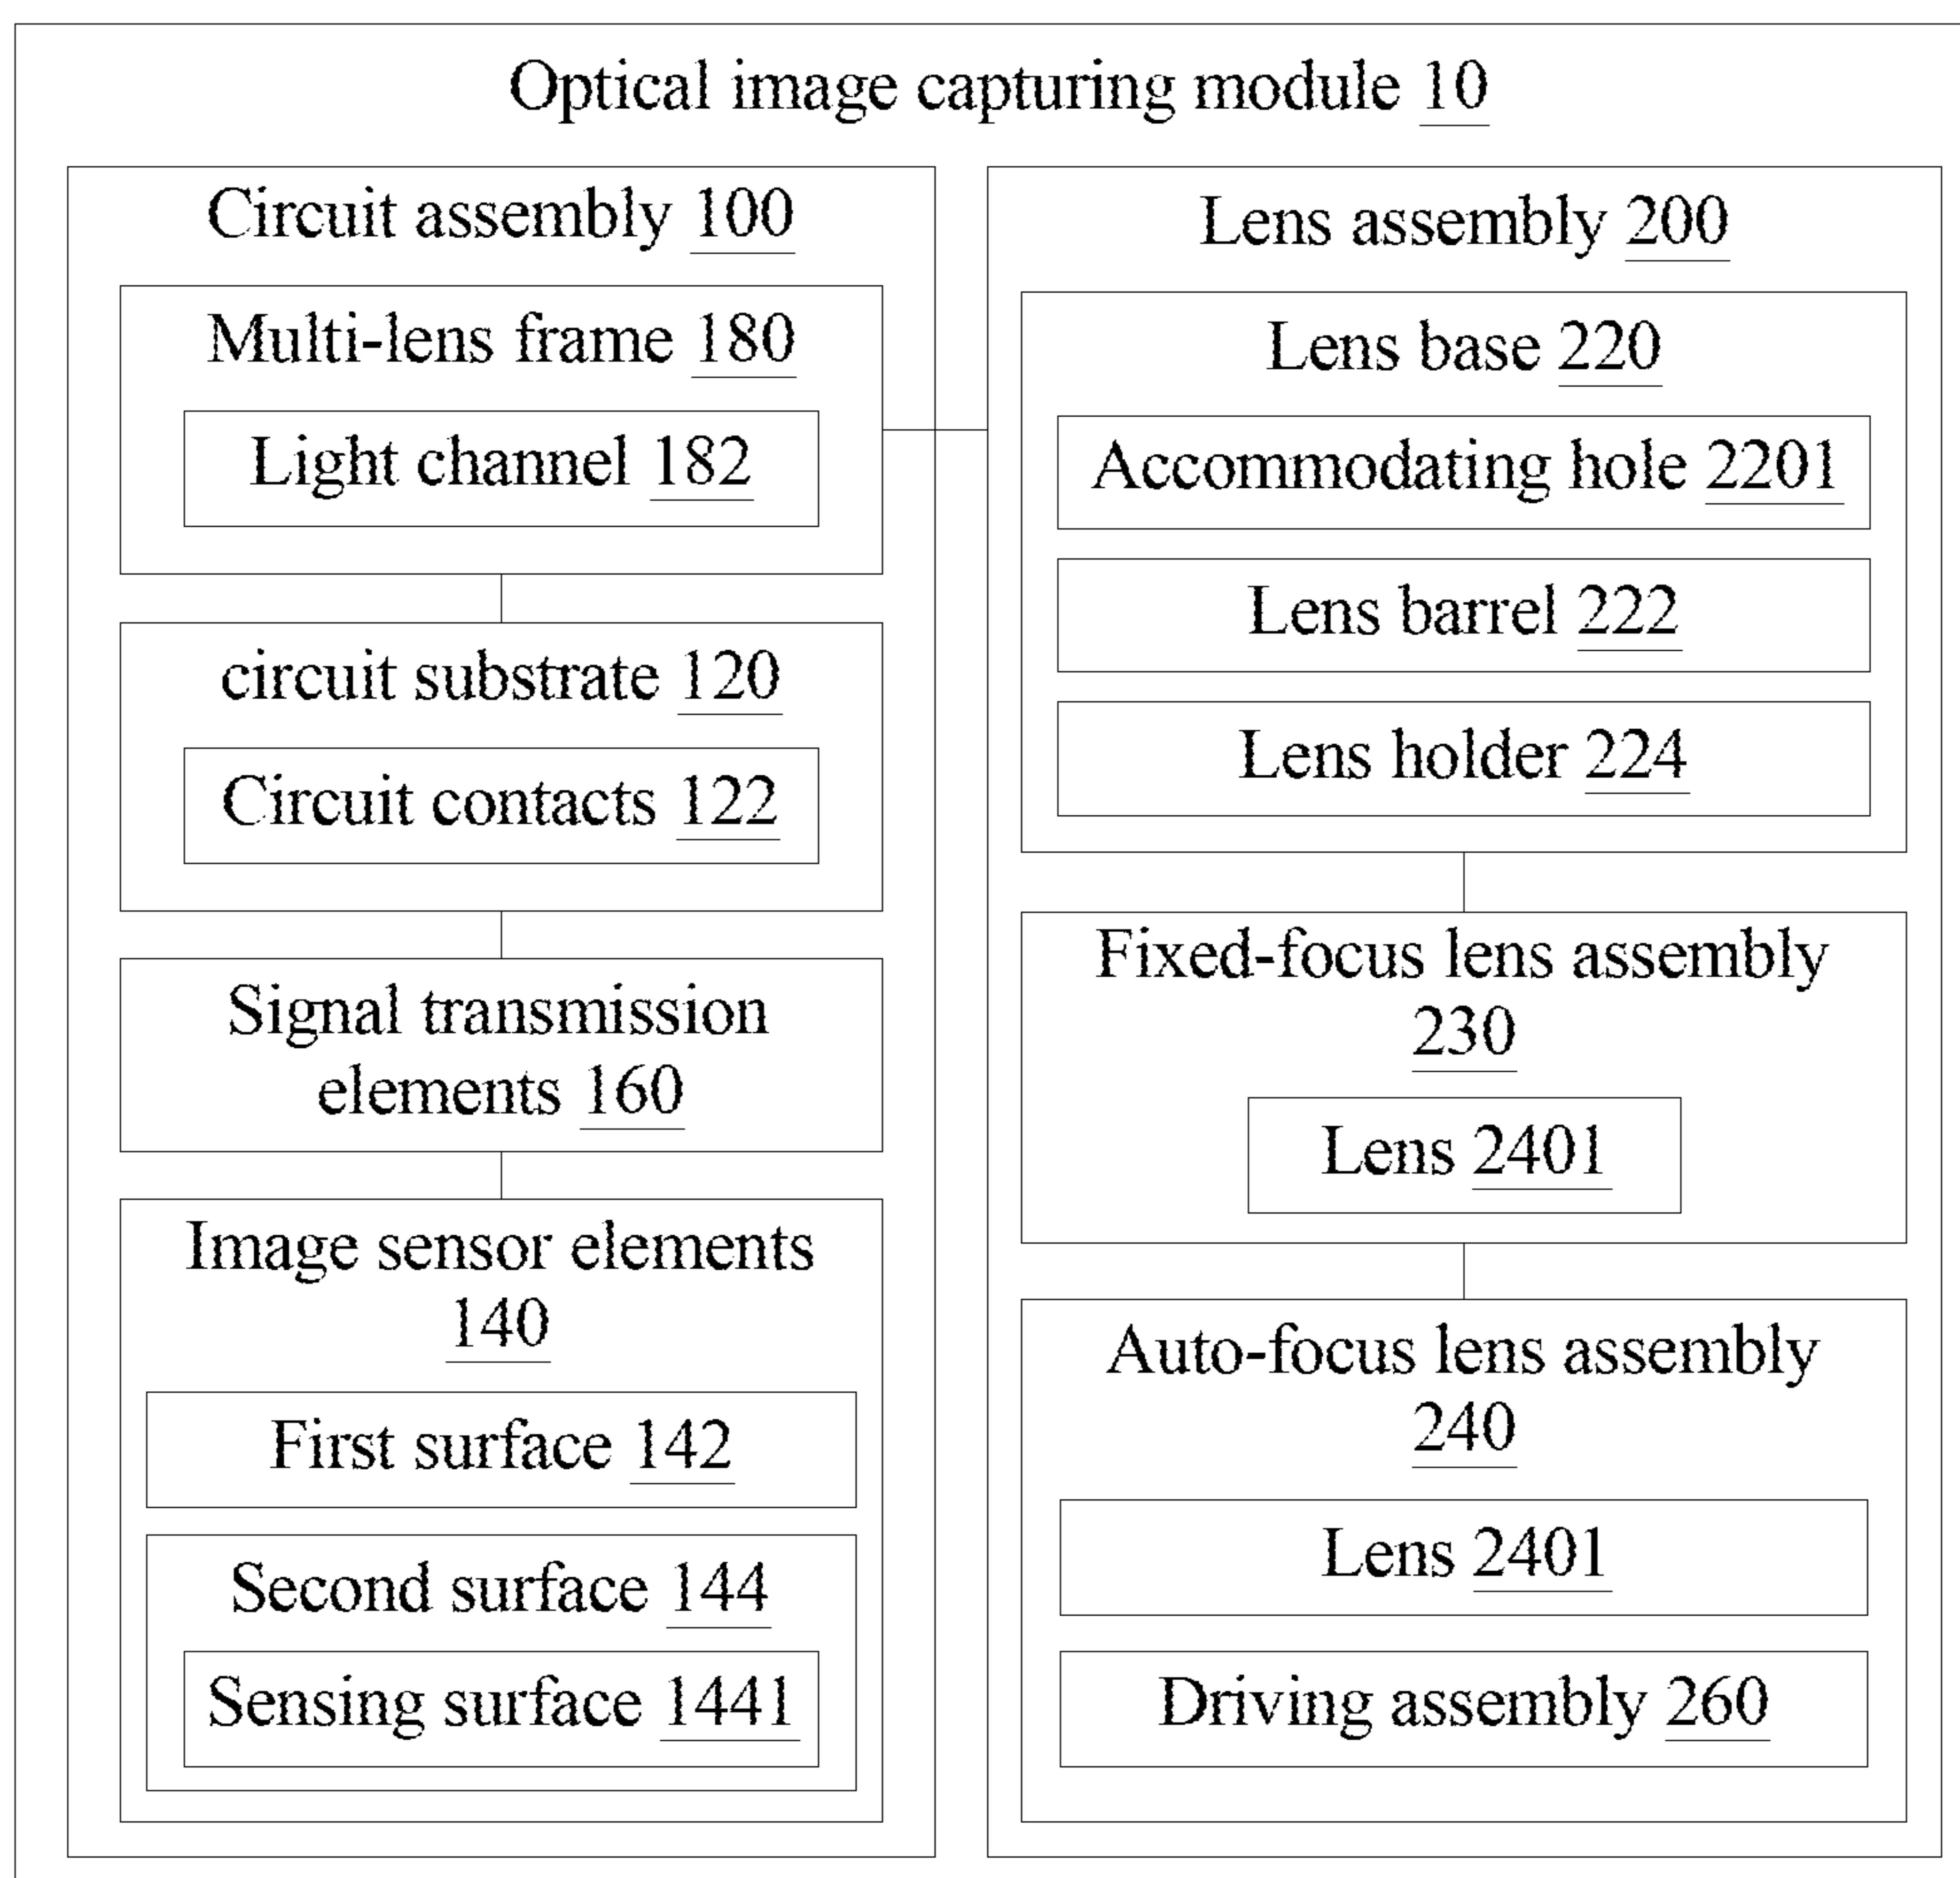 Optical image capturing module 10
Circuit assembly 100
Multi-lens frame 180
Light channel 182
circuit substrate 120
Circuit contacts 122
Signal transmission
elements 160
Image sensor elements
140
First surface 142
Second surface 144
Sensing surface 1441
Lens assembly 200
Lens base 220
Accommodating hole 2201
Lens barrel 222
Lens holder 224
Fixed-focus lens assembly
230
Lens 2401
Auto-focus lens assembly
240
Lens 2401
Driving assembly 260